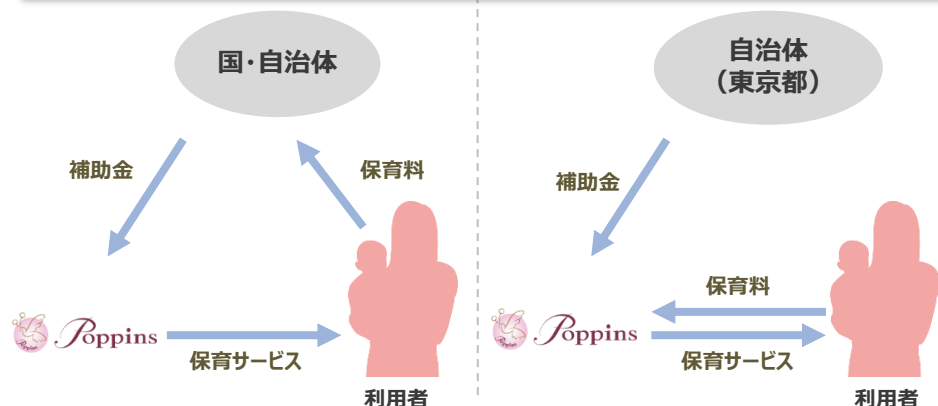 国・自治体
補助金
保育料
Poppins
保育サービス
利用者
自治体
（東京都）
補助金
保育料
Poppins
保育サービス
利用者